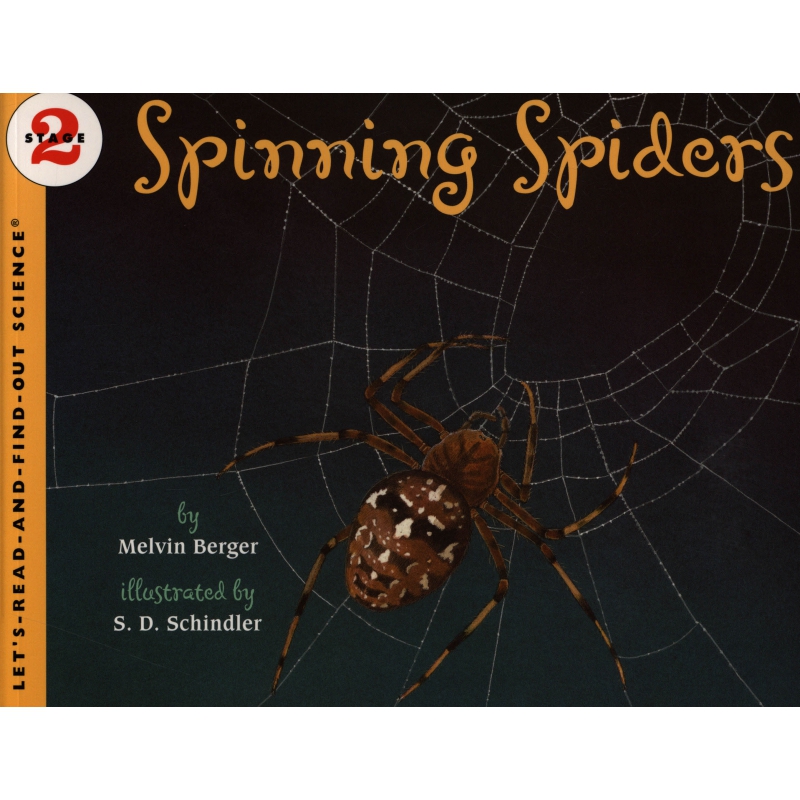 STAGE 2
Spinning Spiders
LET'S-READ-AND-FIND-OUT SCIENCE®
by
Melvin Berger
illustrated by
S. D. Schindler